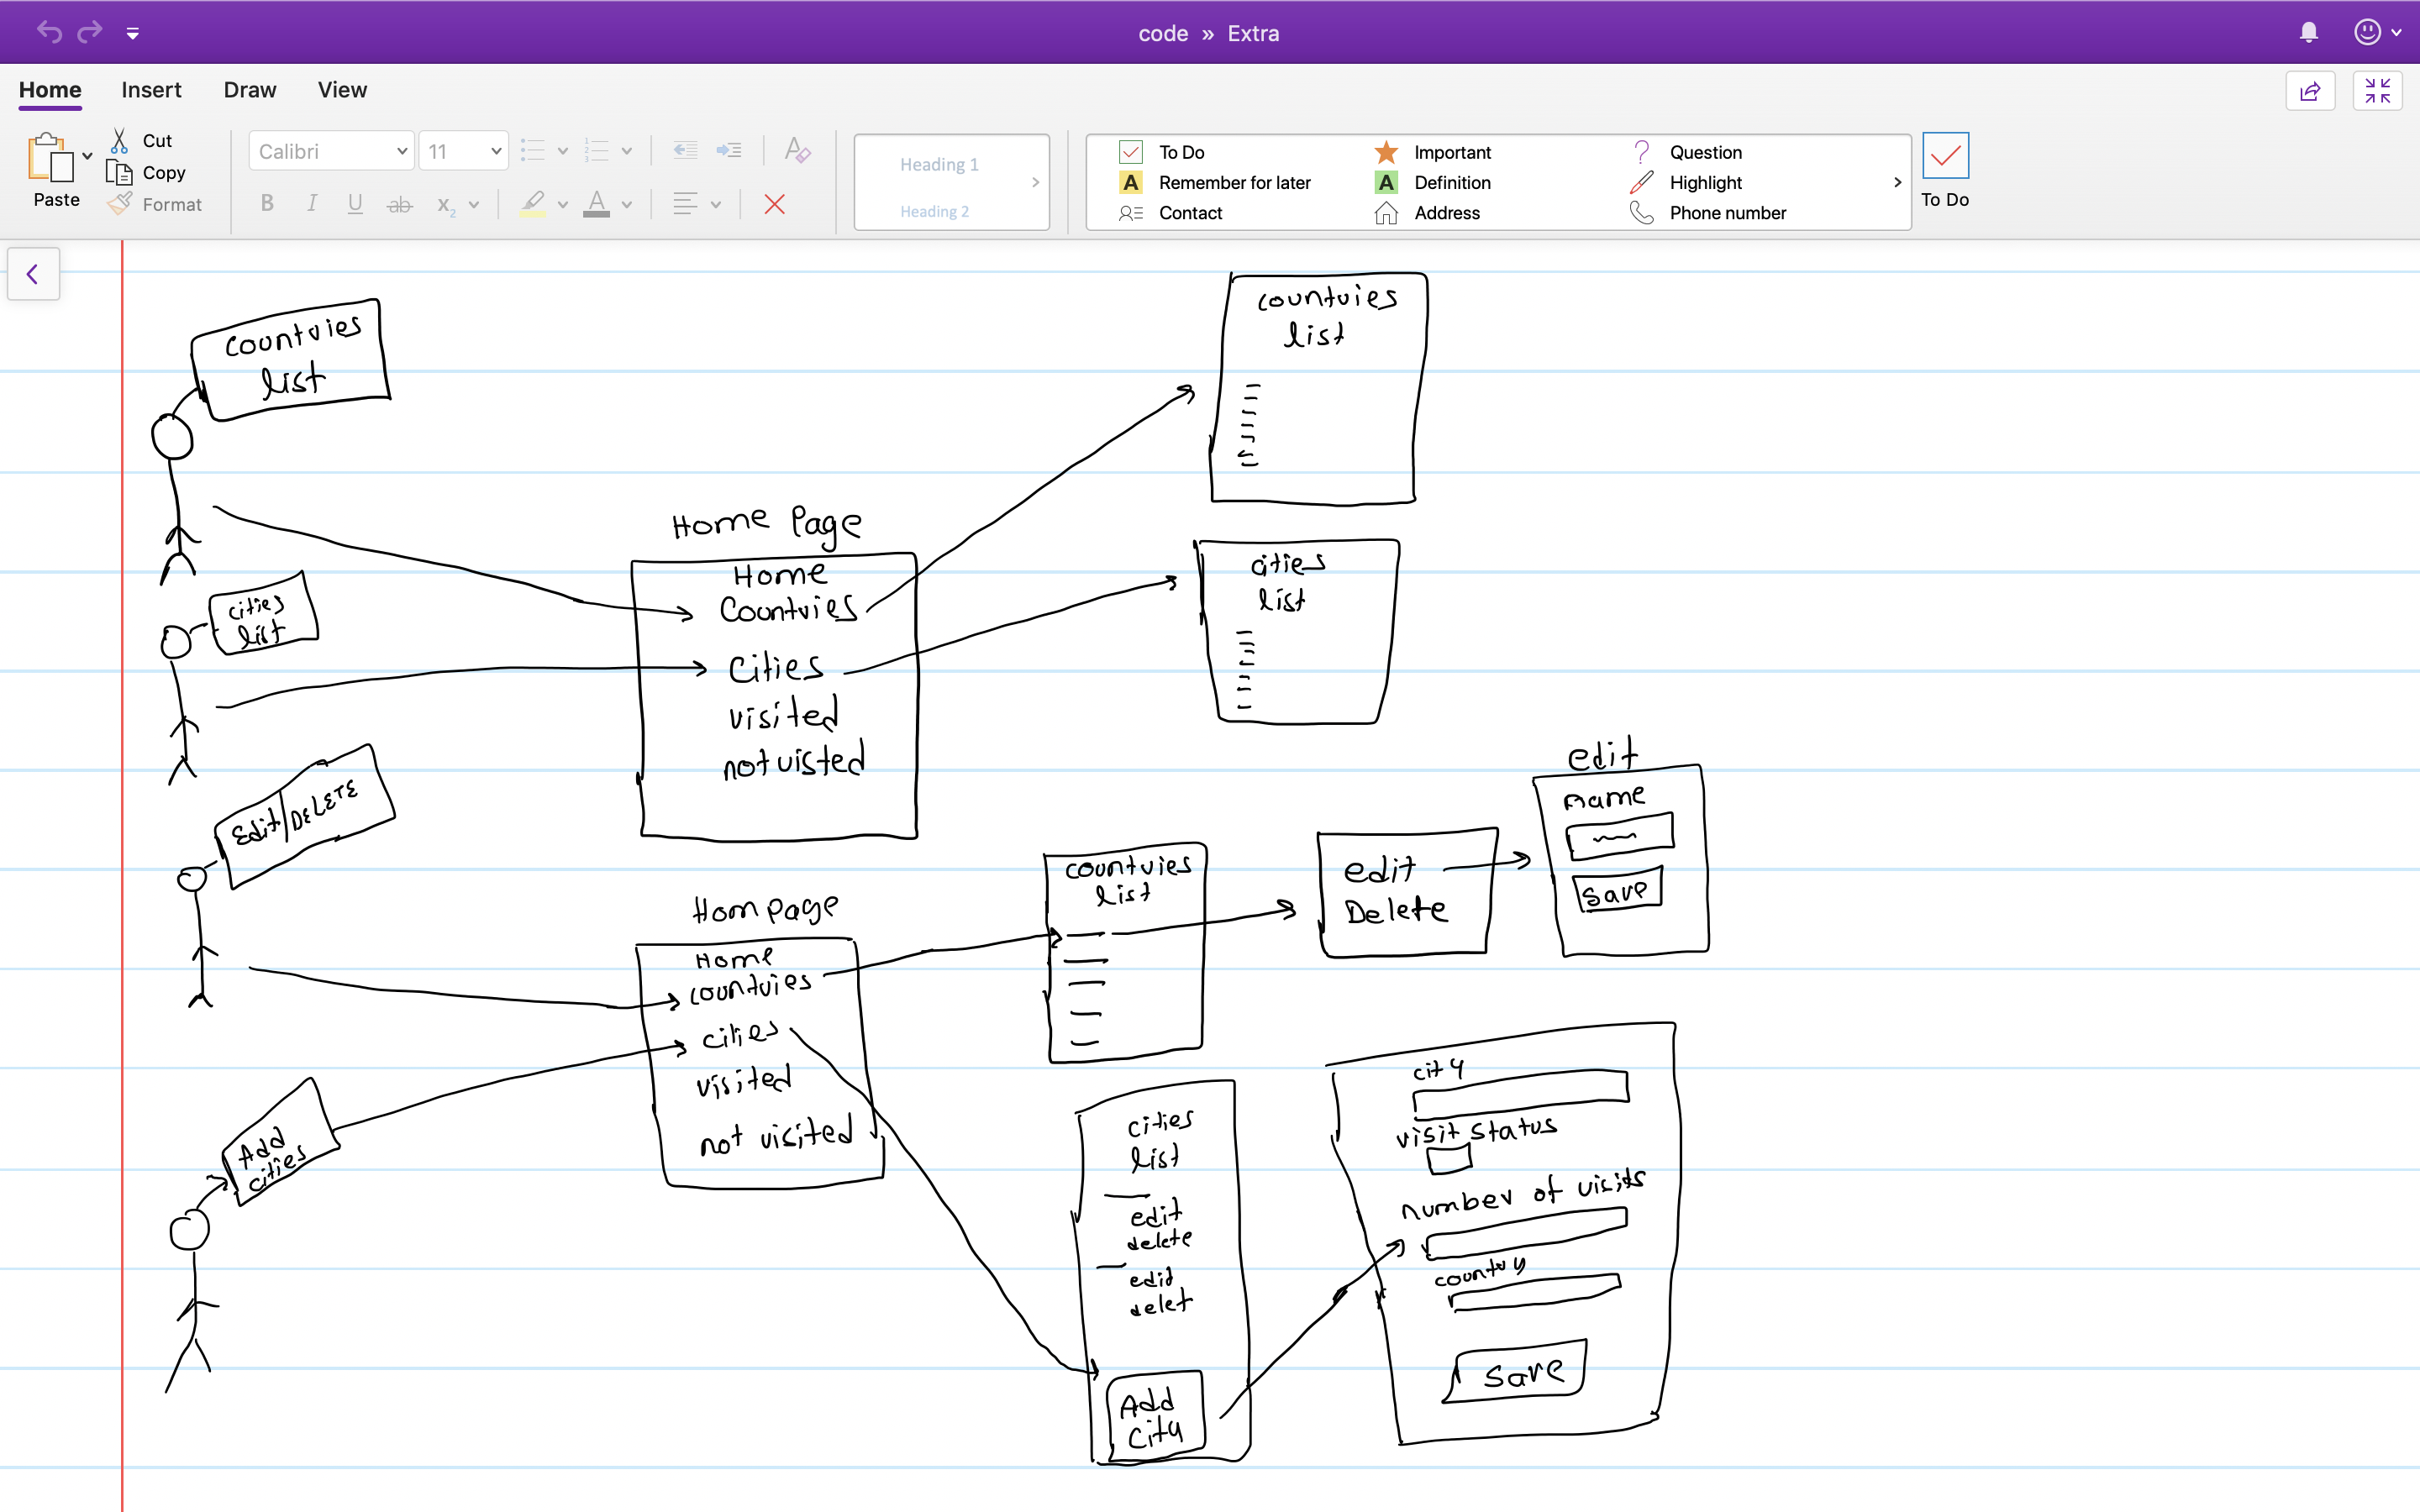 code » Extra
Home Insert Draw View
Paste
Cut
Copy
Format
Calibri
11
B I U ab x2 A
Heading 1
Heading 2
To Do
Remember for later
Contact
Important
Definition
Address
Question
Highlight
Phone number
To Do
countries
list
Home Page
Home
Countries
Cities
visited
not visted
countries
list
cities
list
cities
list
Edit/DELETE
Hom page
Home
countries
cities
visited
not visited
countries
list
edit
Delete
edit
name
save
Add
cities
cities
list
edit
delete
edit
delet
Add
City
city
visit status
number of visits
country
save